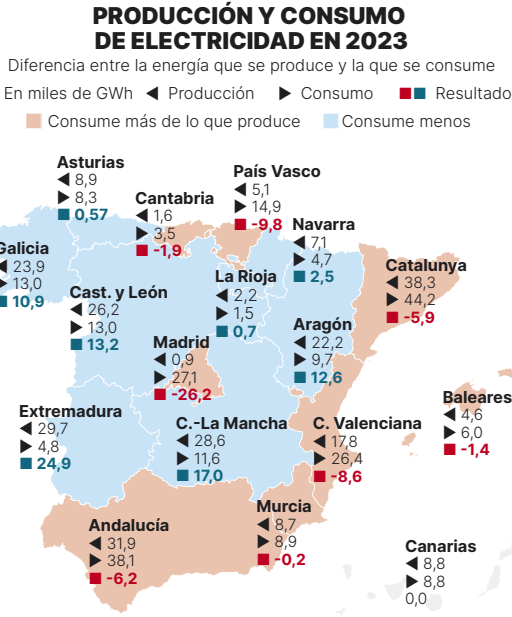 PRODUCCIÓN Y CONSUMO
DE ELECTRICIDAD EN 2023
Diferencia entre la energía que se produce y la que se consume
En miles de GWh ◀ Producción ▶ Consumo ■■ Resultado
Consume más de lo que produce Consume menos
Asturias
8,9
8,3
0,57
Cantabria
1,6
3,5
-1,9
País Vasco
5,1
14,9
-9,8
Navarra
7,1
4,7
2,5
Galicia
23,9
13,0
10,9
Cast. y León
26,2
13,0
13,2
La Rioja
2,2
1,5
0,7
Catalunya
38,3
44,2
-5,9
Aragón
22,2
9,7
12,6
Madrid
0,9
27,1
-26,2
Extremadura
29,7
4,8
24,9
C.-La Mancha
28,6
11,6
17,0
C. Valenciana
17,8
26,4
-8,6
Baleares
4,6
6,0
-1,4
Andalucía
31,9
38,1
-6,2
Murcia
8,7
8,9
-0,2
Canarias
8,8
8,8
0,0